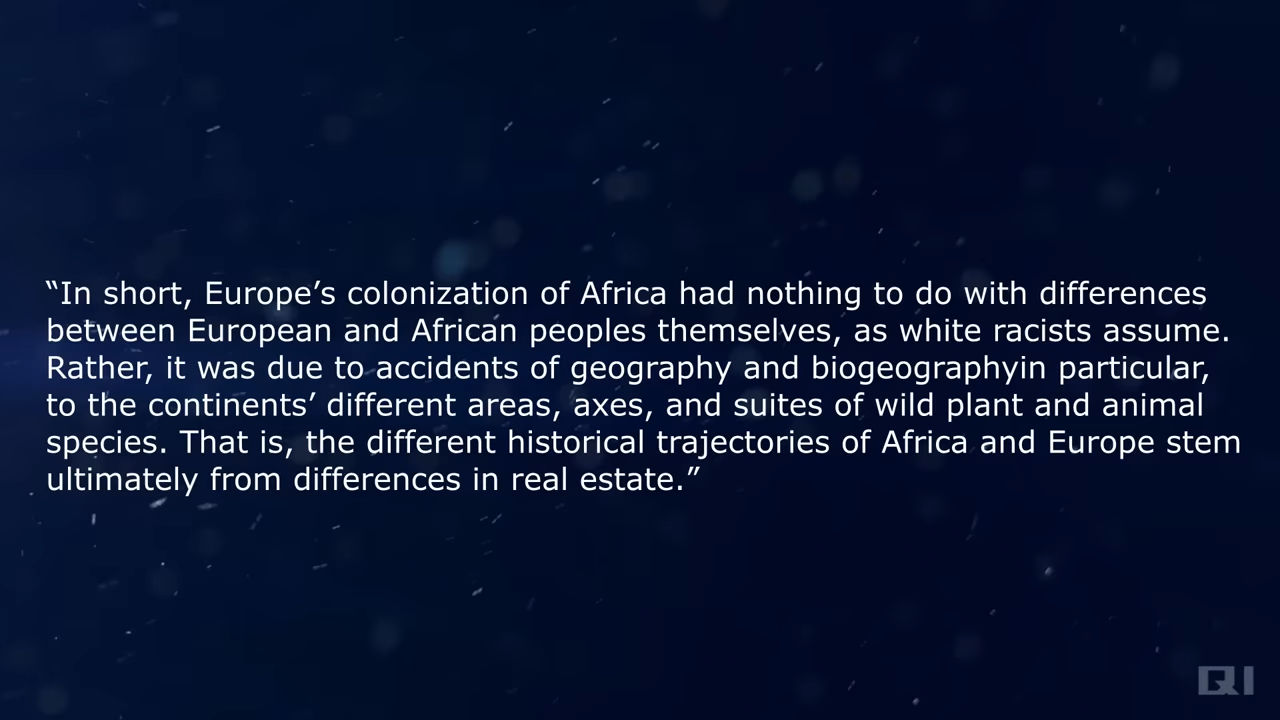 “In short, Europe’s colonization of Africa had nothing to do with differences
between European and African peoples themselves, as white racists assume.
Rather, it was due to accidents of geography and biogeographyin particular,
to the continents’ different areas, axes, and suites of wild plant and animal
species. That is, the different historical trajectories of Africa and Europe stem
ultimately from differences in real estate.”
QI